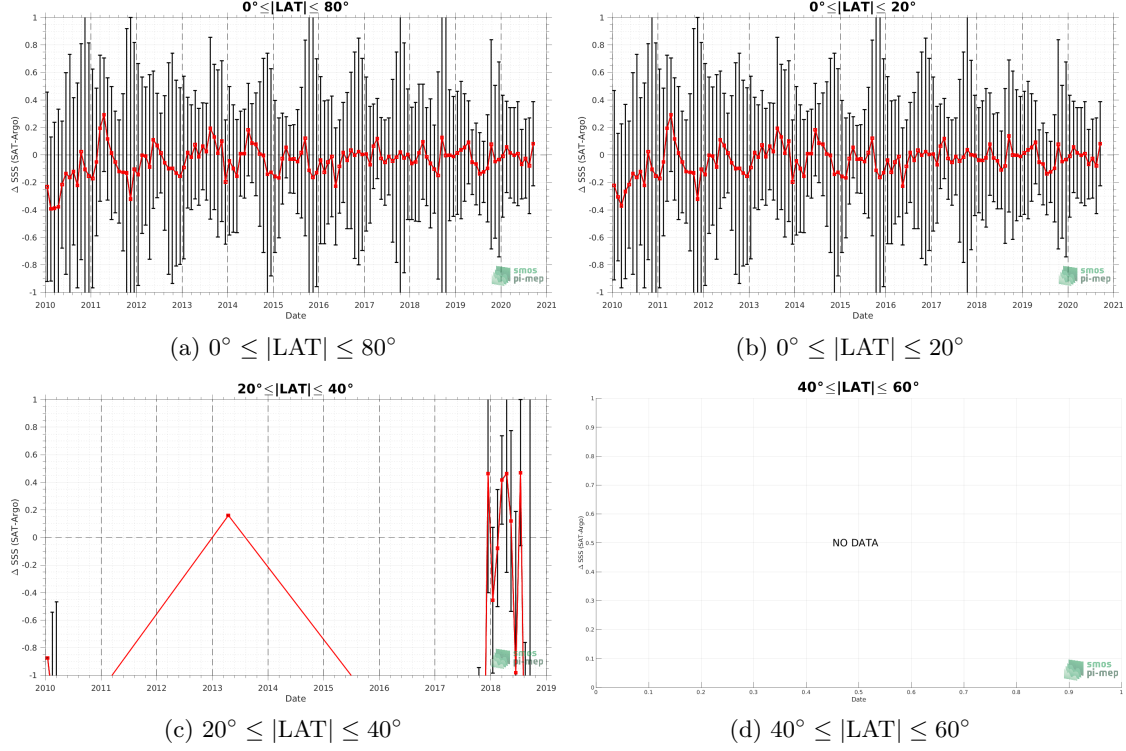 0°≤|LAT|≤ 80°
Δ SSS (SAT-Argo)
1
0.8
0.6
0.4
0.2
0
-0.2
-0.4
-0.6
-0.8
-1
2010 2011 2012 2013 2014 2015 2016 2017 2018 2019 2020 2021
Date
smos
pi-mep
(a) 0° ≤ |LAT| ≤ 80°
0°≤|LAT|≤ 20°
Δ SSS (SAT-Argo)
1
0.8
0.6
0.4
0.2
0
-0.2
-0.4
-0.6
-0.8
-1
2010 2011 2012 2013 2014 2015 2016 2017 2018 2019 2020 2021
Date
smos
pi-mep
(b) 0° ≤ |LAT| ≤ 20°
20°≤|LAT|≤ 40°
Δ SSS (SAT-Argo)
1
0.8
0.6
0.4
0.2
0
-0.2
-0.4
-0.6
-0.8
-1
2010 2011 2012 2013 2014 2015 2016 2017 2018 2019
Date
smos
pi-mep
(c) 20° ≤ |LAT| ≤ 40°
40°≤|LAT|≤ 60°
Δ SSS (SAT-Argo)
1
0.9
0.8
0.7
0.6
0.5
0.4
0.3
0.2
0.1
0
NO DATA
0 0.1 0.2 0.3 0.4 0.5 0.6 0.7 0.8 0.9 1
Date
smos
pi-mep
(d) 40° ≤ |LAT| ≤ 60°